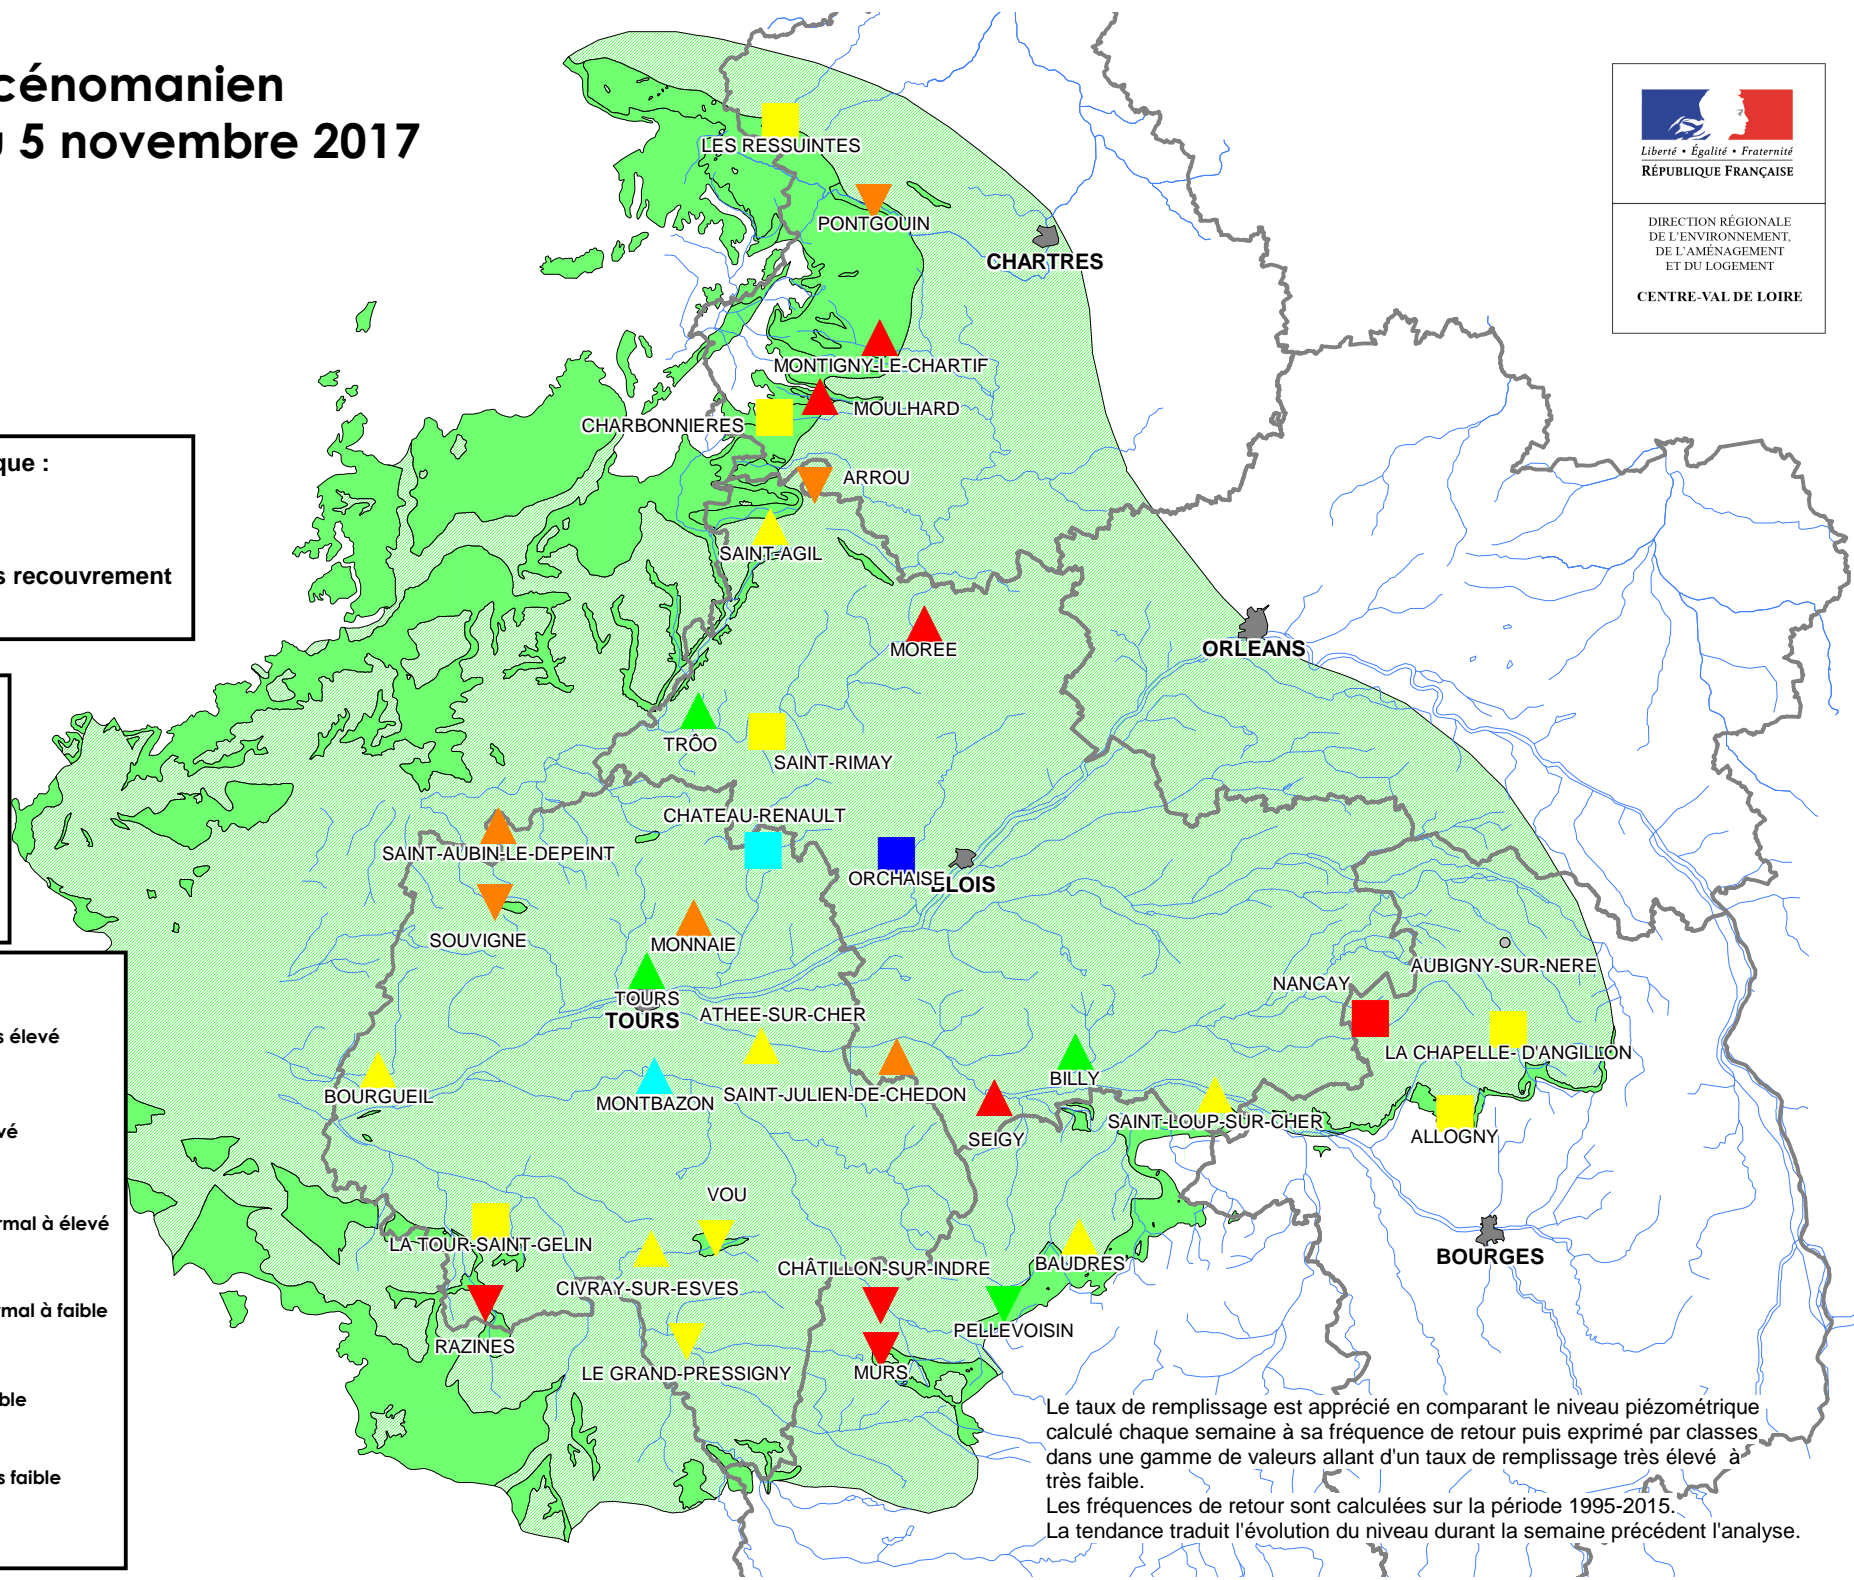 cénomanien
5 novembre 2017
Liberté • Égalité • Fraternité
RÉPUBLIQUE FRANÇAISE
DIRECTION RÉGIONALE
DE L'ENVIRONNEMENT,
DE L'AMÉNAGEMENT
ET DU LOGEMENT
CENTRE-VAL DE LOIRE
LES RESSUINTES
PONTGOUIN
CHARTRES
MONTIGNY-LE-CHARTIF
MOULHARD
CHARBONNIERES
ARROU
SAINT-AGIL
MOREE
ORLEANS
TRÔO
SAINT-RIMAY
CHATEAU-RENAULT
SAINT-AUBIN-LE-DEPEINT
ORCHAISE
BLOIS
SOUVIGNE
MONNAIE
TOURS
TOURS
ATHEE-SUR-CHER
NANCAY
AUBIGNY-SUR-NERE
LA CHAPELLE- D'ANGILLON
BOURGUEIL
MONTBAZON
SAINT-JULIEN-DE-CHEDON
BILLY
SEIGY
SAINT-LOUP-SUR-CHER
ALLOGNY
VOU
LA TOUR-SAINT-GELIN
CIVRAY-SUR-ESVES
CHÂTILLON-SUR-INDRE
BAUDRES
BOURGES
RAZINES
LE GRAND-PRESSIGNY
MURS
PELLEVOISIN
que :
s recouvrement
s élevé
vé
rmal à élevé
rmal à faible
ble
s faible
Le taux de remplissage est apprécié en comparant le niveau piézométrique
calculé chaque semaine à sa fréquence de retour puis exprimé par classes
dans une gamme de valeurs allant d'un taux de remplissage très élevé à
très faible.
Les fréquences de retour sont calculées sur la période 1995-2015.
La tendance traduit l'évolution du niveau durant la semaine précédent l'analyse.